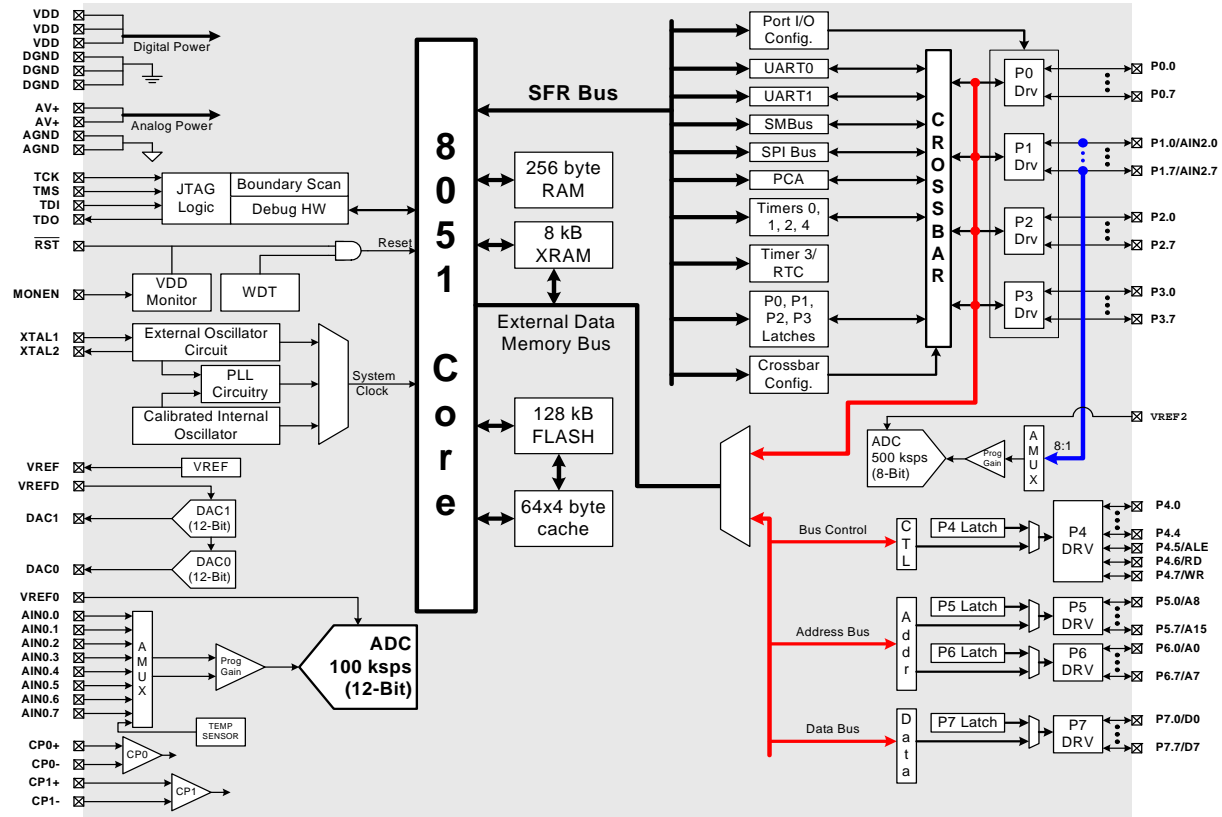 VDD
VDD
VDD
Digital Power
DGND
DGND
DGND
AV+
AV+
Analog Power
AGND
AGND
TCK
TMS
TDI
TDO
JTAG
Logic
Boundary Scan
Debug HW
RST
Reset
MONEN
VDD
Monitor
WDT
XTAL1
XTAL2
External Oscillator
Circuit
PLL
Circuitry
Calibrated Internal
Oscillator
System
Clock
VREF
VREF
VREFD
DAC1
DAC1
(12-Bit)
DAC0
DAC0
(12-Bit)
VREF0
AIN0.0
AIN0.1
AIN0.2
AIN0.3
AIN0.4
AIN0.5
AIN0.6
AIN0.7
AMUX
Prog
Gain
ADC
100 ksps
(12-Bit)
TEMP
SENSOR
CP0+
CP0-
CP0
CP1+
CP1-
CP1
8051 Core
SFR Bus
256 byte
RAM
8 kB
XRAM
External Data
Memory Bus
128 kB
FLASH
64x4 byte
cache
Port I/O
Config.
UART0
UART1
SMBus
SPI Bus
PCA
Timers 0,
1, 2, 4
Timer 3/
RTC
P0, P1,
P2, P3
Latches
Crossbar
Config.
CROSSBAR
P0
Drv
P1
Drv
P2
Drv
P3
Drv
P0.0
P0.7
P1.0/AIN2.0
P1.7/AIN2.7
P2.0
P2.7
P3.0
P3.7
VREF2
ADC
500 ksps
(8-Bit)
Prog
Gain
AMUX
8:1
Bus Control
CTL
P4 Latch
P4
DRV
P4.0
P4.4
P4.5/ALE
P4.6/RD
P4.7/WR
Address Bus
Addr
P5 Latch
P5
DRV
P5.0/A8
P5.7/A15
P6 Latch
P6
DRV
P6.0/A0
P6.7/A7
Data Bus
Data
P7 Latch
P7
DRV
P7.0/D0
P7.7/D7